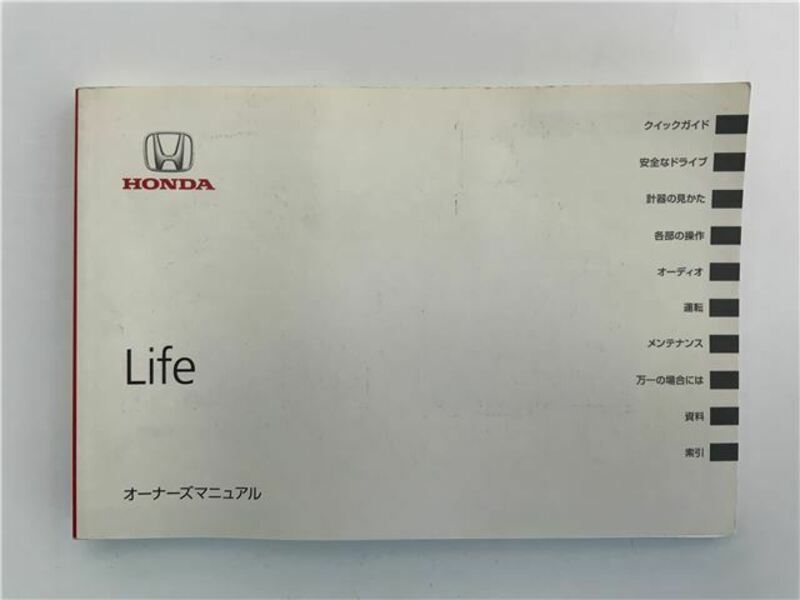 HONDA
Life
オーナーズマニュアル
クイックガイド
安全なドライブ
計器の見かた
各部の操作
オーディオ
運転
メンテナンス
万一の場合には
資料
索引